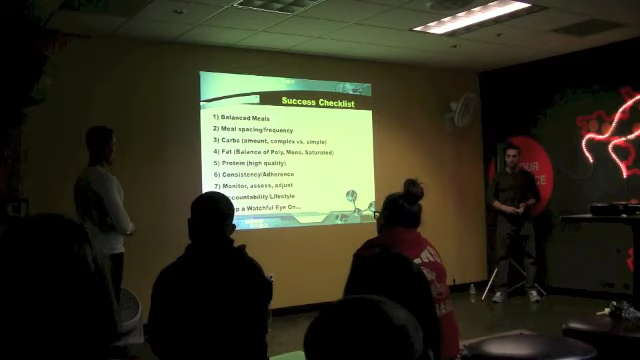 Success Checklist
1) Balanced Meals
2) Meal spacing/frequency
3) Carbs (amount, complex vs. simple)
4) Fat (Balance of Poly, Mono, Saturated)
5) Protein (high quality)
6) Consistency/Adherence
7) Monitor, assess, adjust
ccountability/Lifestyle
p a Watchful Eye On...
OUR